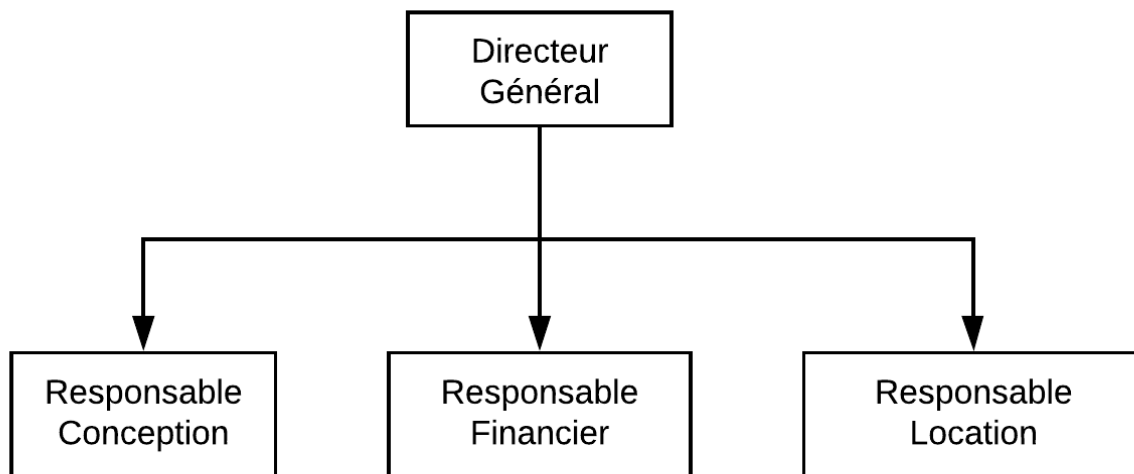 Directeur
Général
Responsable
Conception
Responsable
Financier
Responsable
Location